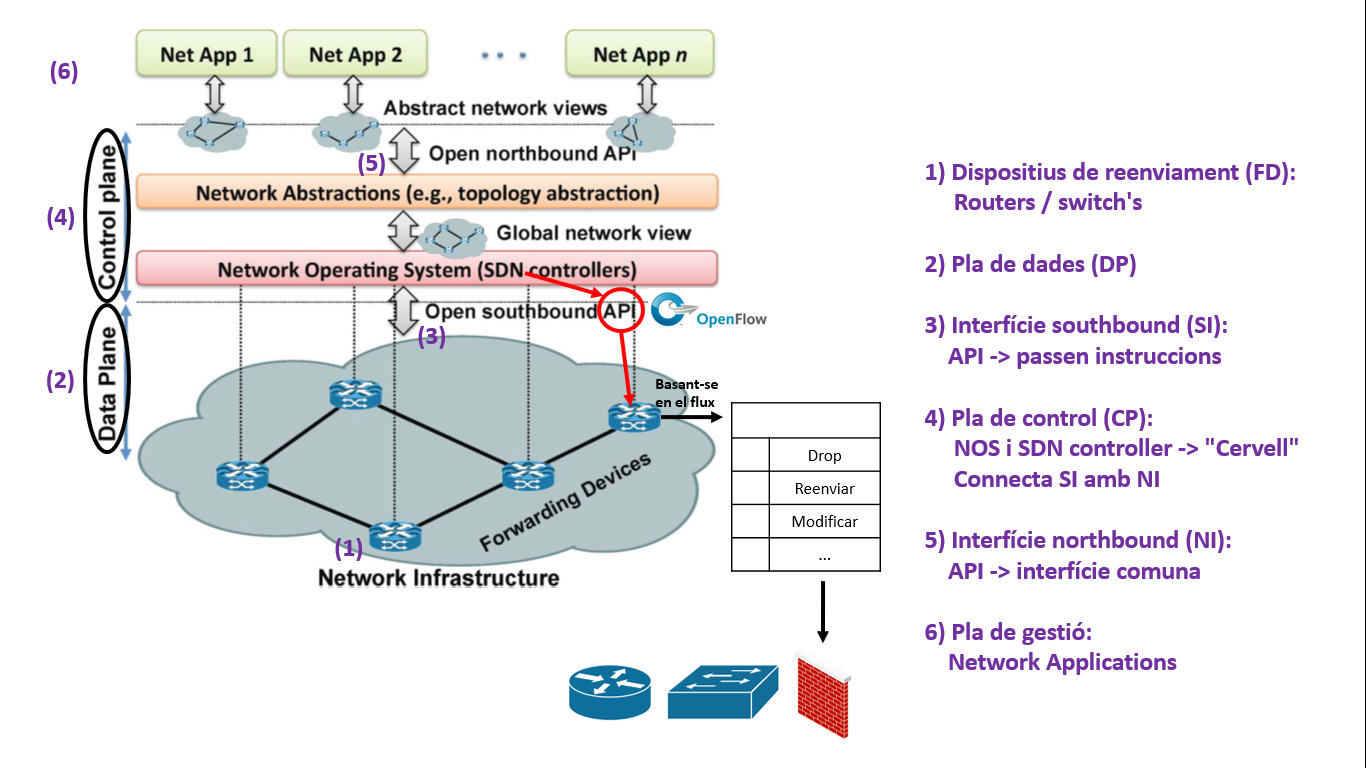 Net App 1
Net App 2
Net App n
(6)
Abstract network views
(5)
Open northbound API
Control plane
(4)
Network Abstractions (e.g., topology abstraction)
Global network view
Network Operating System (SDN controllers)
Open southbound API
OpenFlow
(3)
Data Plane
(2)
Basant-se
en el flux
Drop
Reenviar
Modificar
...
Forwarding Devices
(1)
Network Infrastructure
1) Dispositius de reenviament (FD):
Routers / switch's
2) Pla de dades (DP)
3) Interfície southbound (SI):
API -> passen instruccions
4) Pla de control (CP):
NOS i SDN controller -> "Cervell"
Connecta SI amb NI
5) Interfície northbound (NI):
API -> interfície comuna
6) Pla de gestió:
Network Applications